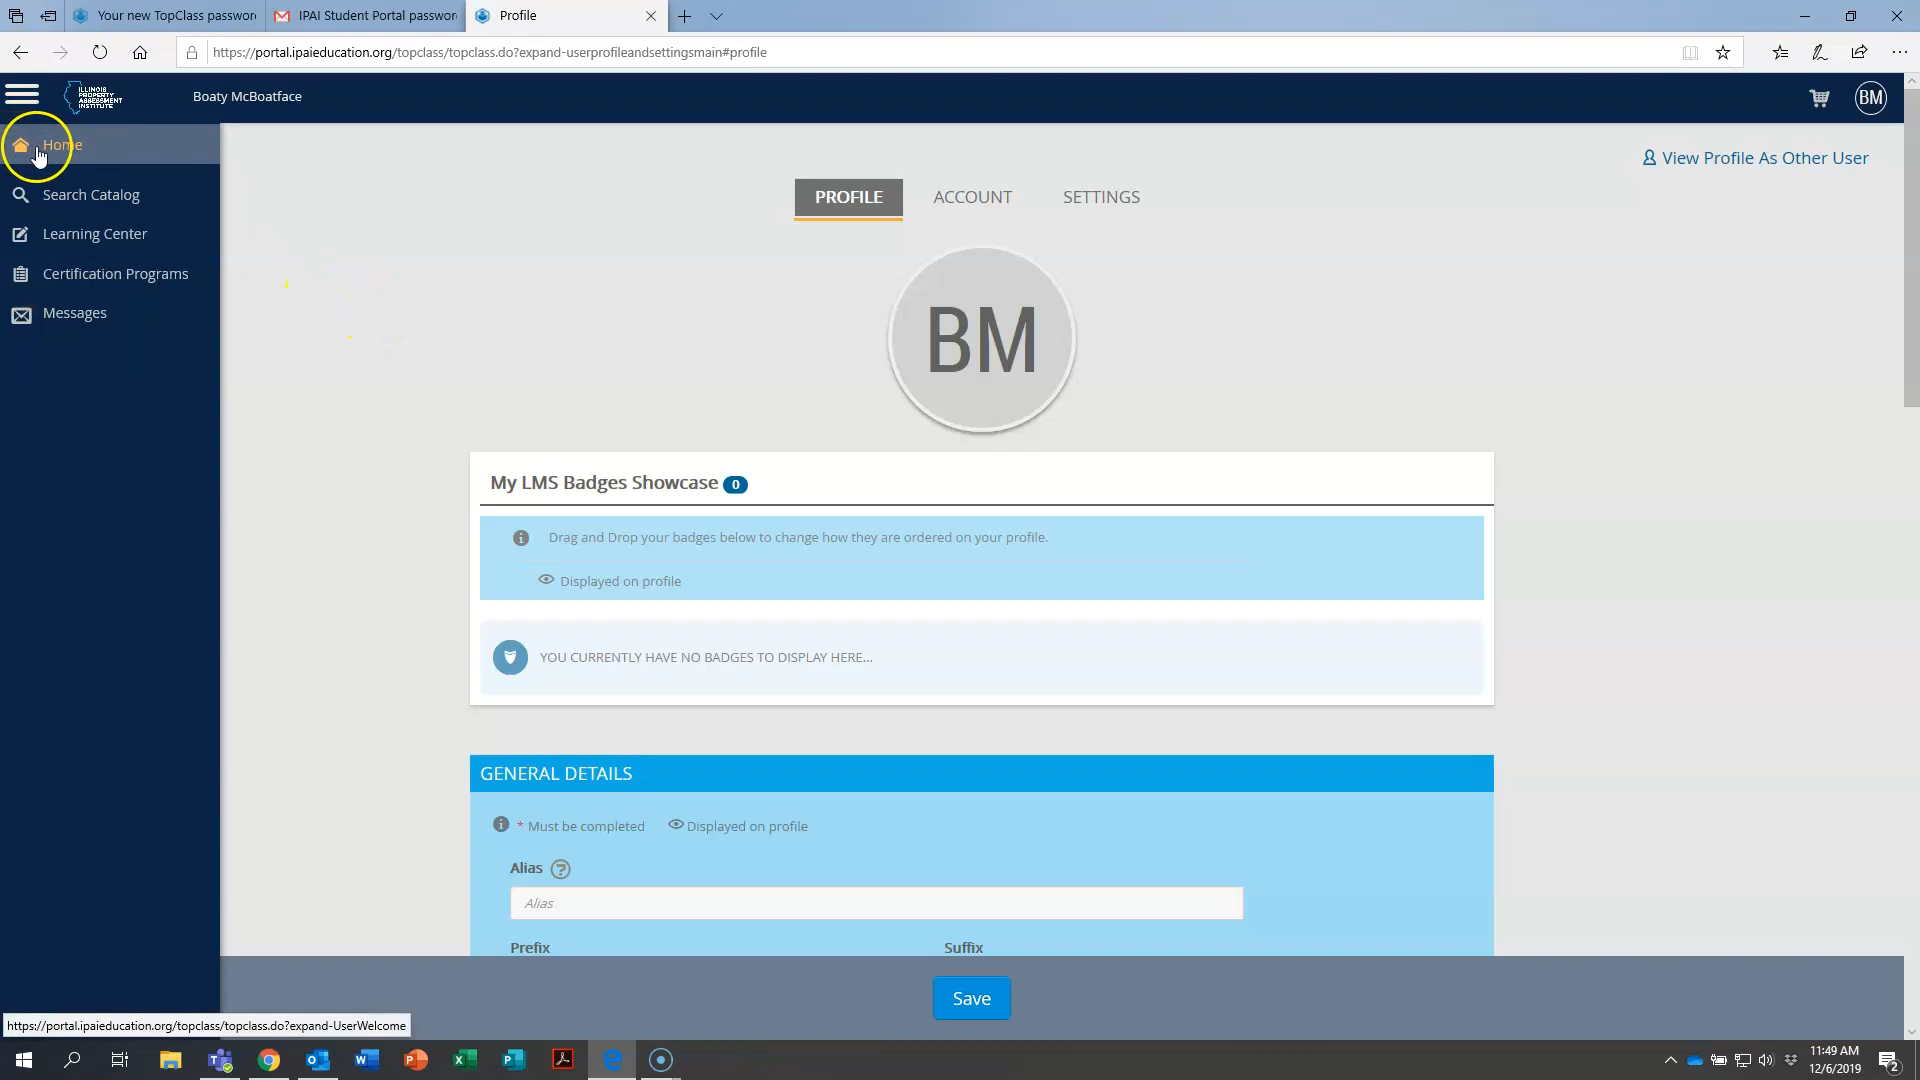 Your new TopClass passwor
IPAI Student Portal passwor
Profile
https://portal.ipaieducation.org/topclass/topclass.do?expand-userprofileandsettingsmain#profile
ILLINOIS
PROPERTY
ASSESSMENT
INSTITUTE
Boaty McBoatface
BM
Home
Search Catalog
Learning Center
Certification Programs
Messages
View Profile As Other User
PROFILE
ACCOUNT
SETTINGS
BM
My LMS Badges Showcase 0
Drag and Drop your badges below to change how they are ordered on your profile.
Displayed on profile
YOU CURRENTLY HAVE NO BADGES TO DISPLAY HERE...
GENERAL DETAILS
* Must be completed
Displayed on profile
Alias ?
Alias
Prefix
Suffix
Save
https://portal.ipaieducation.org/topclass/topclass.do?expand-UserWelcome
11:49 AM
12/6/2019
2